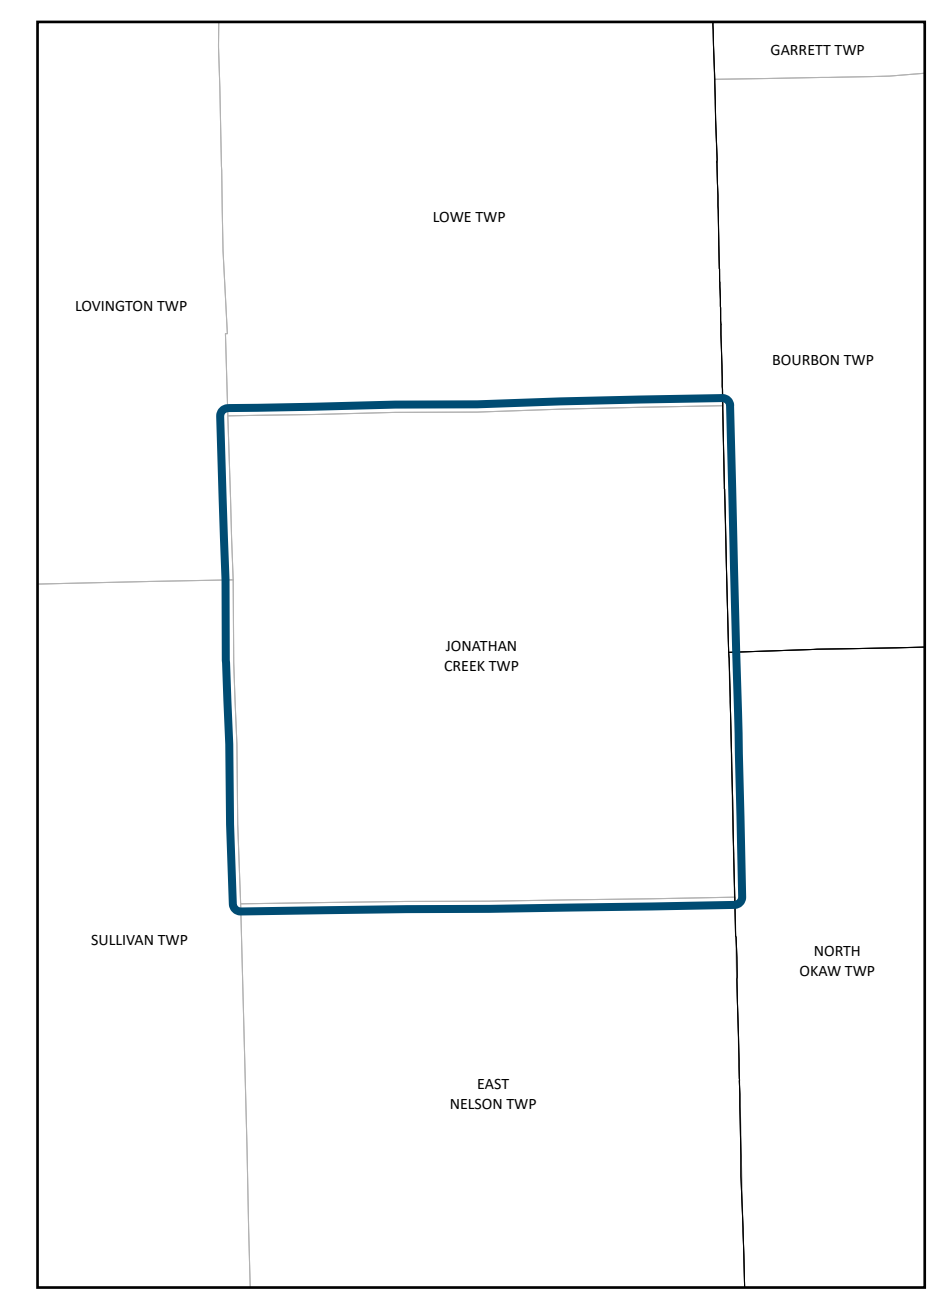 GARRETT TWP
LOWE TWP
LOVINGTON TWP
BOURBON TWP
JONATHAN
CREEK TWP
SULLIVAN TWP
NORTH
OKAW TWP
EAST
NELSON TWP